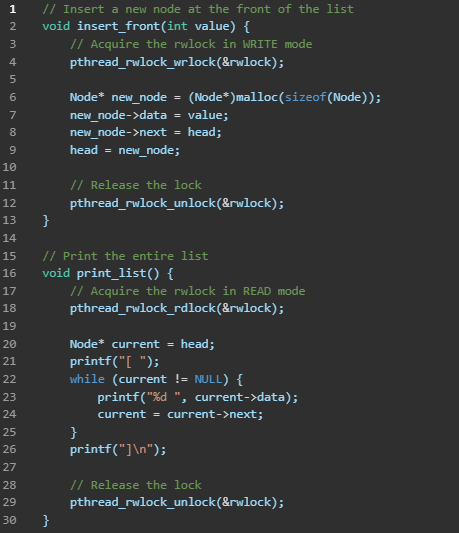 1 // Insert a new node at the front of the list
2 void insert_front(int value) {
3     // Acquire the rwlock in WRITE mode
4     pthread_rwlock_wrlock(&rwlock);
5
6     Node* new_node = (Node*)malloc(sizeof(Node));
7     new_node->data = value;
8     new_node->next = head;
9     head = new_node;
10
11     // Release the lock
12     pthread_rwlock_unlock(&rwlock);
13 }
14
15 // Print the entire list
16 void print_list() {
17     // Acquire the rwlock in READ mode
18     pthread_rwlock_rdlock(&rwlock);
19
20     Node* current = head;
21     printf("[ ");
22     while (current != NULL) {
23         printf("%d ", current->data);
24         current = current->next;
25     }
26     printf("]\n");
27
28     // Release the lock
29     pthread_rwlock_unlock(&rwlock);
30 }